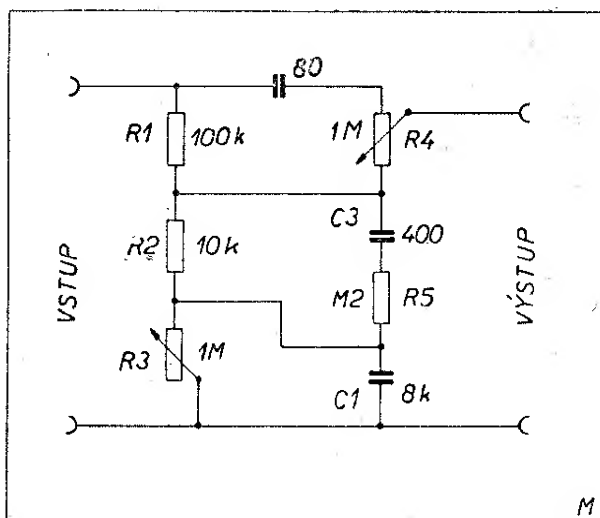 80
R1 100k
1M R4
C3 400
R2 10k
M2 R5
R3 1M
C1 8k
VSTUP
VÝSTUP
M